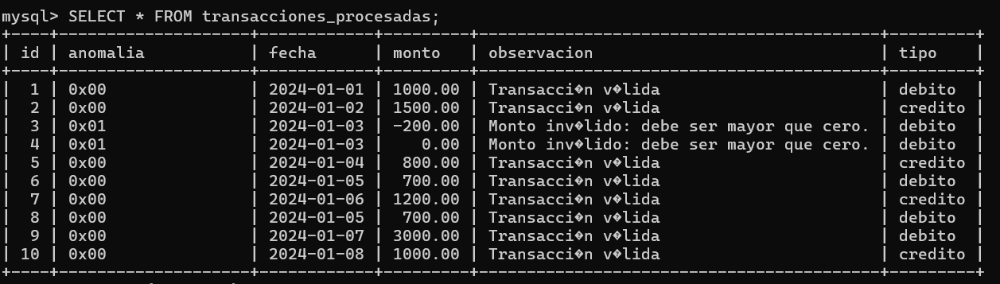 mysql> SELECT * FROM transacciones_procesadas;
+----+--------------------+------------+---------+------------------------------------------+---------+
| id | anomalia           | fecha      | monto   | observacion                              | tipo    |
+----+--------------------+------------+---------+------------------------------------------+---------+
|  1 | 0x00               | 2024-01-01 | 1000.00 | Transacci�n v�lida                       | debito  |
|  2 | 0x00               | 2024-01-02 | 1500.00 | Transacci�n v�lida                       | credito |
|  3 | 0x01               | 2024-01-03 | -200.00 | Monto inv�lido: debe ser mayor que cero. | debito  |
|  4 | 0x01               | 2024-01-03 |    0.00 | Monto inv�lido: debe ser mayor que cero. | debito  |
|  5 | 0x00               | 2024-01-04 |  800.00 | Transacci�n v�lida                       | credito |
|  6 | 0x00               | 2024-01-05 |  700.00 | Transacci�n v�lida                       | debito  |
|  7 | 0x00               | 2024-01-06 | 1200.00 | Transacci�n v�lida                       | credito |
|  8 | 0x00               | 2024-01-05 |  700.00 | Transacci�n v�lida                       | debito  |
|  9 | 0x00               | 2024-01-07 | 3000.00 | Transacci�n v�lida                       | debito  |
| 10 | 0x00               | 2024-01-08 | 1000.00 | Transacci�n v�lida                       | credito |
+----+--------------------+------------+---------+------------------------------------------+---------+